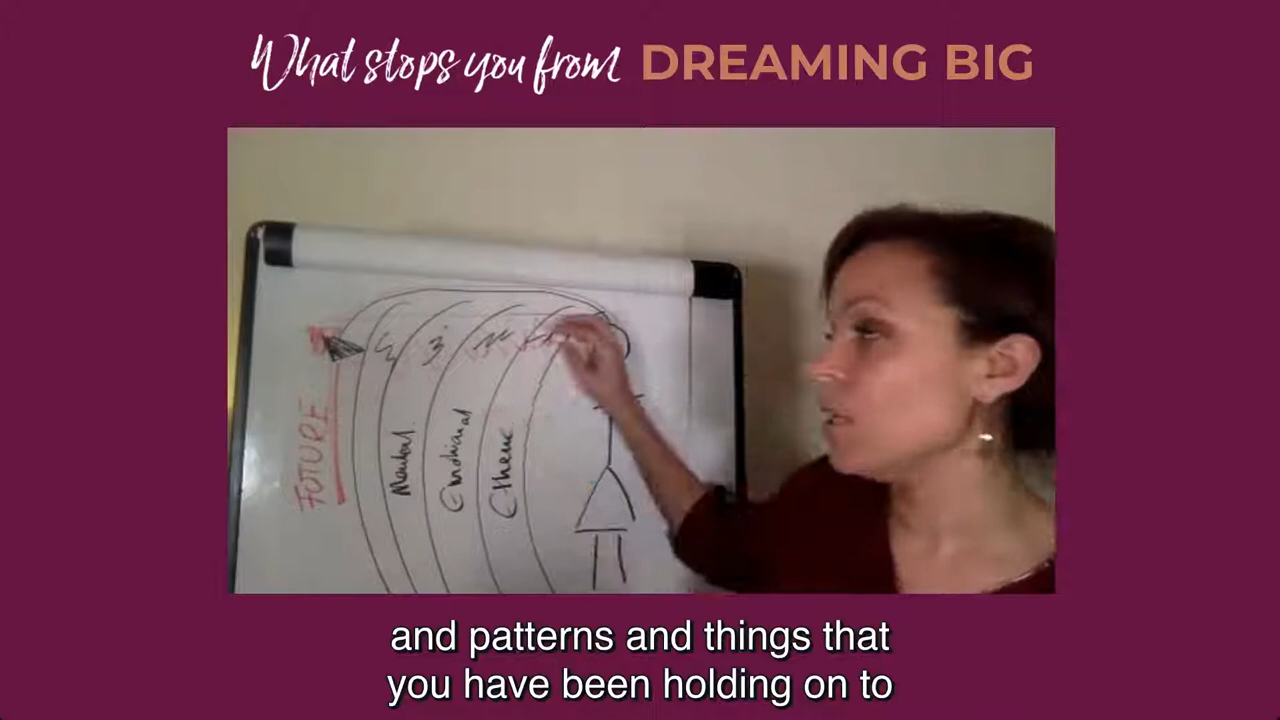 What stops you from DREAMING BIG
FUTURE
Mental
Emotional
Etheric
and patterns and things that
you have been holding on to